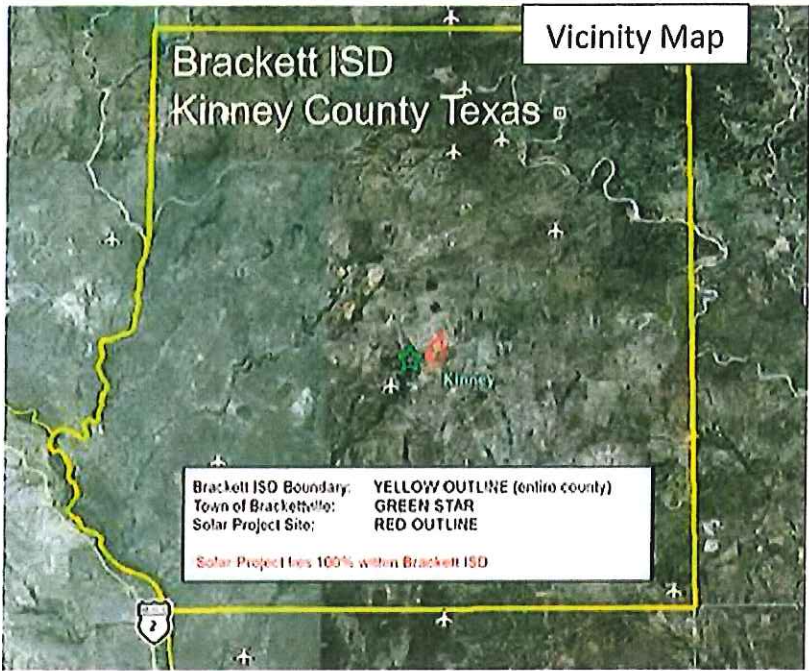 Vicinity Map
Brackett ISD
Kinney County Texas
Kinney
Brackett ISD Boundary: YELLOW OUTLINE (entire county)
Town of Brackettville: GREEN STAR
Solar Project Site: RED OUTLINE
Solar Project lies 100% within Brackett ISD
2